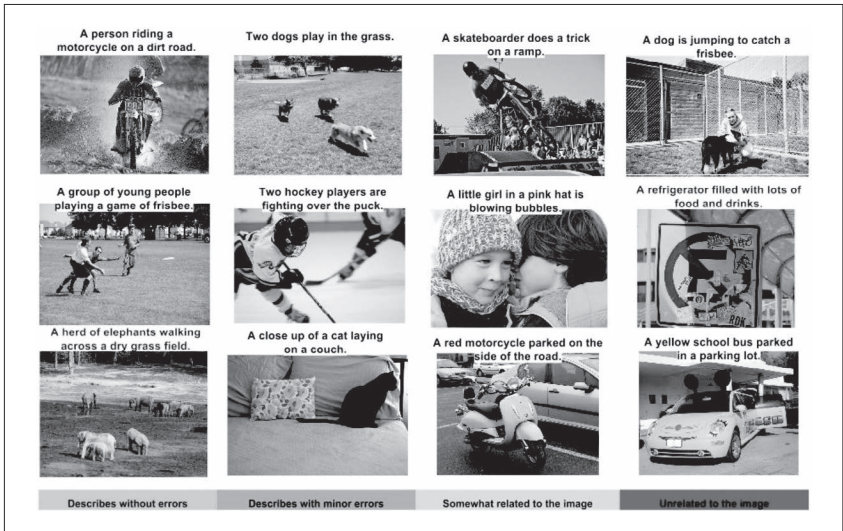 A person riding a
motorcycle on a dirt road.
Two dogs play in the grass.
A skateboarder does a trick
on a ramp.
A dog is jumping to catch a
frisbee.
A group of young people
playing a game of frisbee.
Two hockey players are
fighting over the puck.
A little girl in a pink hat is
blowing bubbles.
A refrigerator filled with lots of
food and drinks.
RDK
A herd of elephants walking
across a dry grass field.
A close up of a cat laying
on a couch.
A red motorcycle parked on the
side of the road.
A yellow school bus parked
in a parking lot.
Describes without errors
Describes with minor errors
Somewhat related to the image
Unrelated to the image